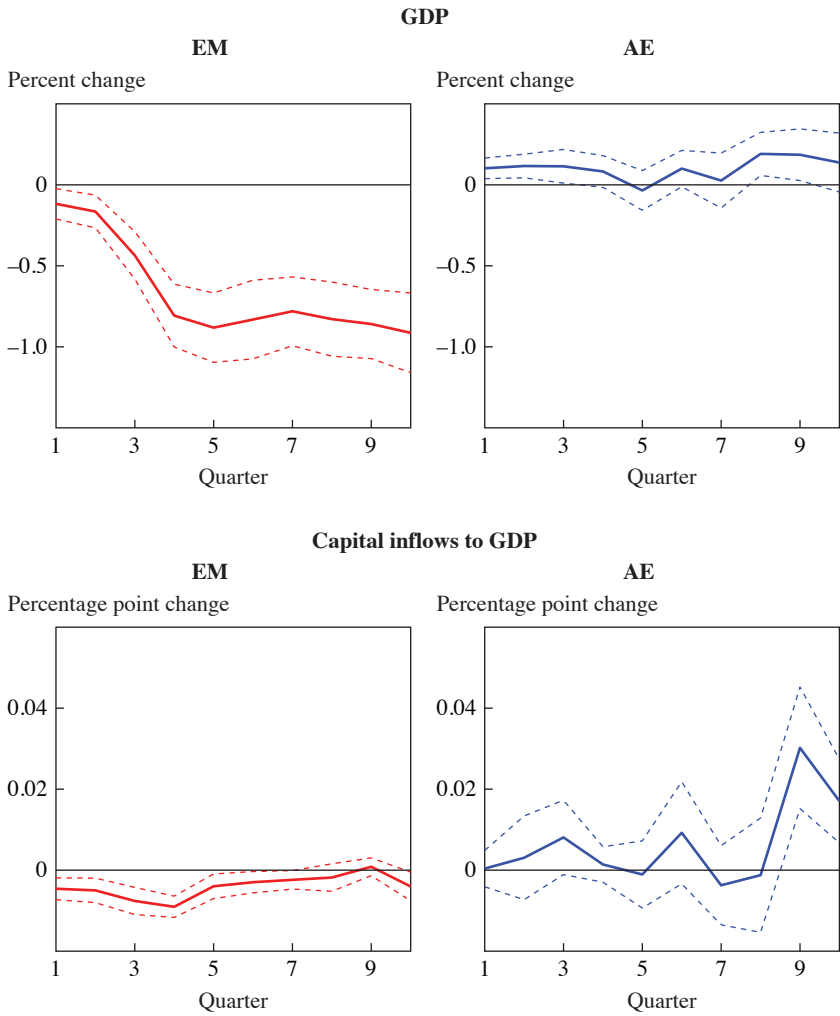 GDP
EM
AE
Percent change
Percent change
0
–0.5
–1.0
0
–0.5
–1.0
1 3 5 7 9
1 3 5 7 9
Quarter
Quarter
Capital inflows to GDP
EM
AE
Percentage point change
Percentage point change
0.04
0.02
0
0.04
0.02
0
1 3 5 7 9
1 3 5 7 9
Quarter
Quarter